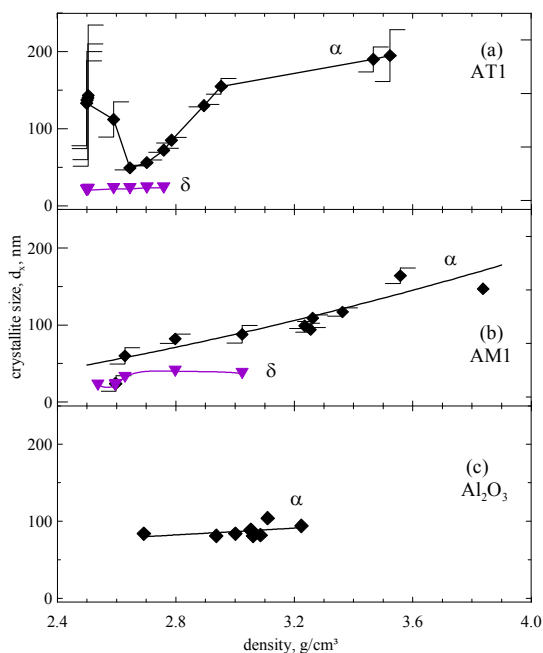 200
α
(a)
AT1
100
δ
0
crystallite size, dₓ, nm
200
α
(b)
100
AM1
δ
0
200
(c)
Al₂O₃
α
100
0
2.4 2.8 3.2 3.6 4.0
density, g/cm³